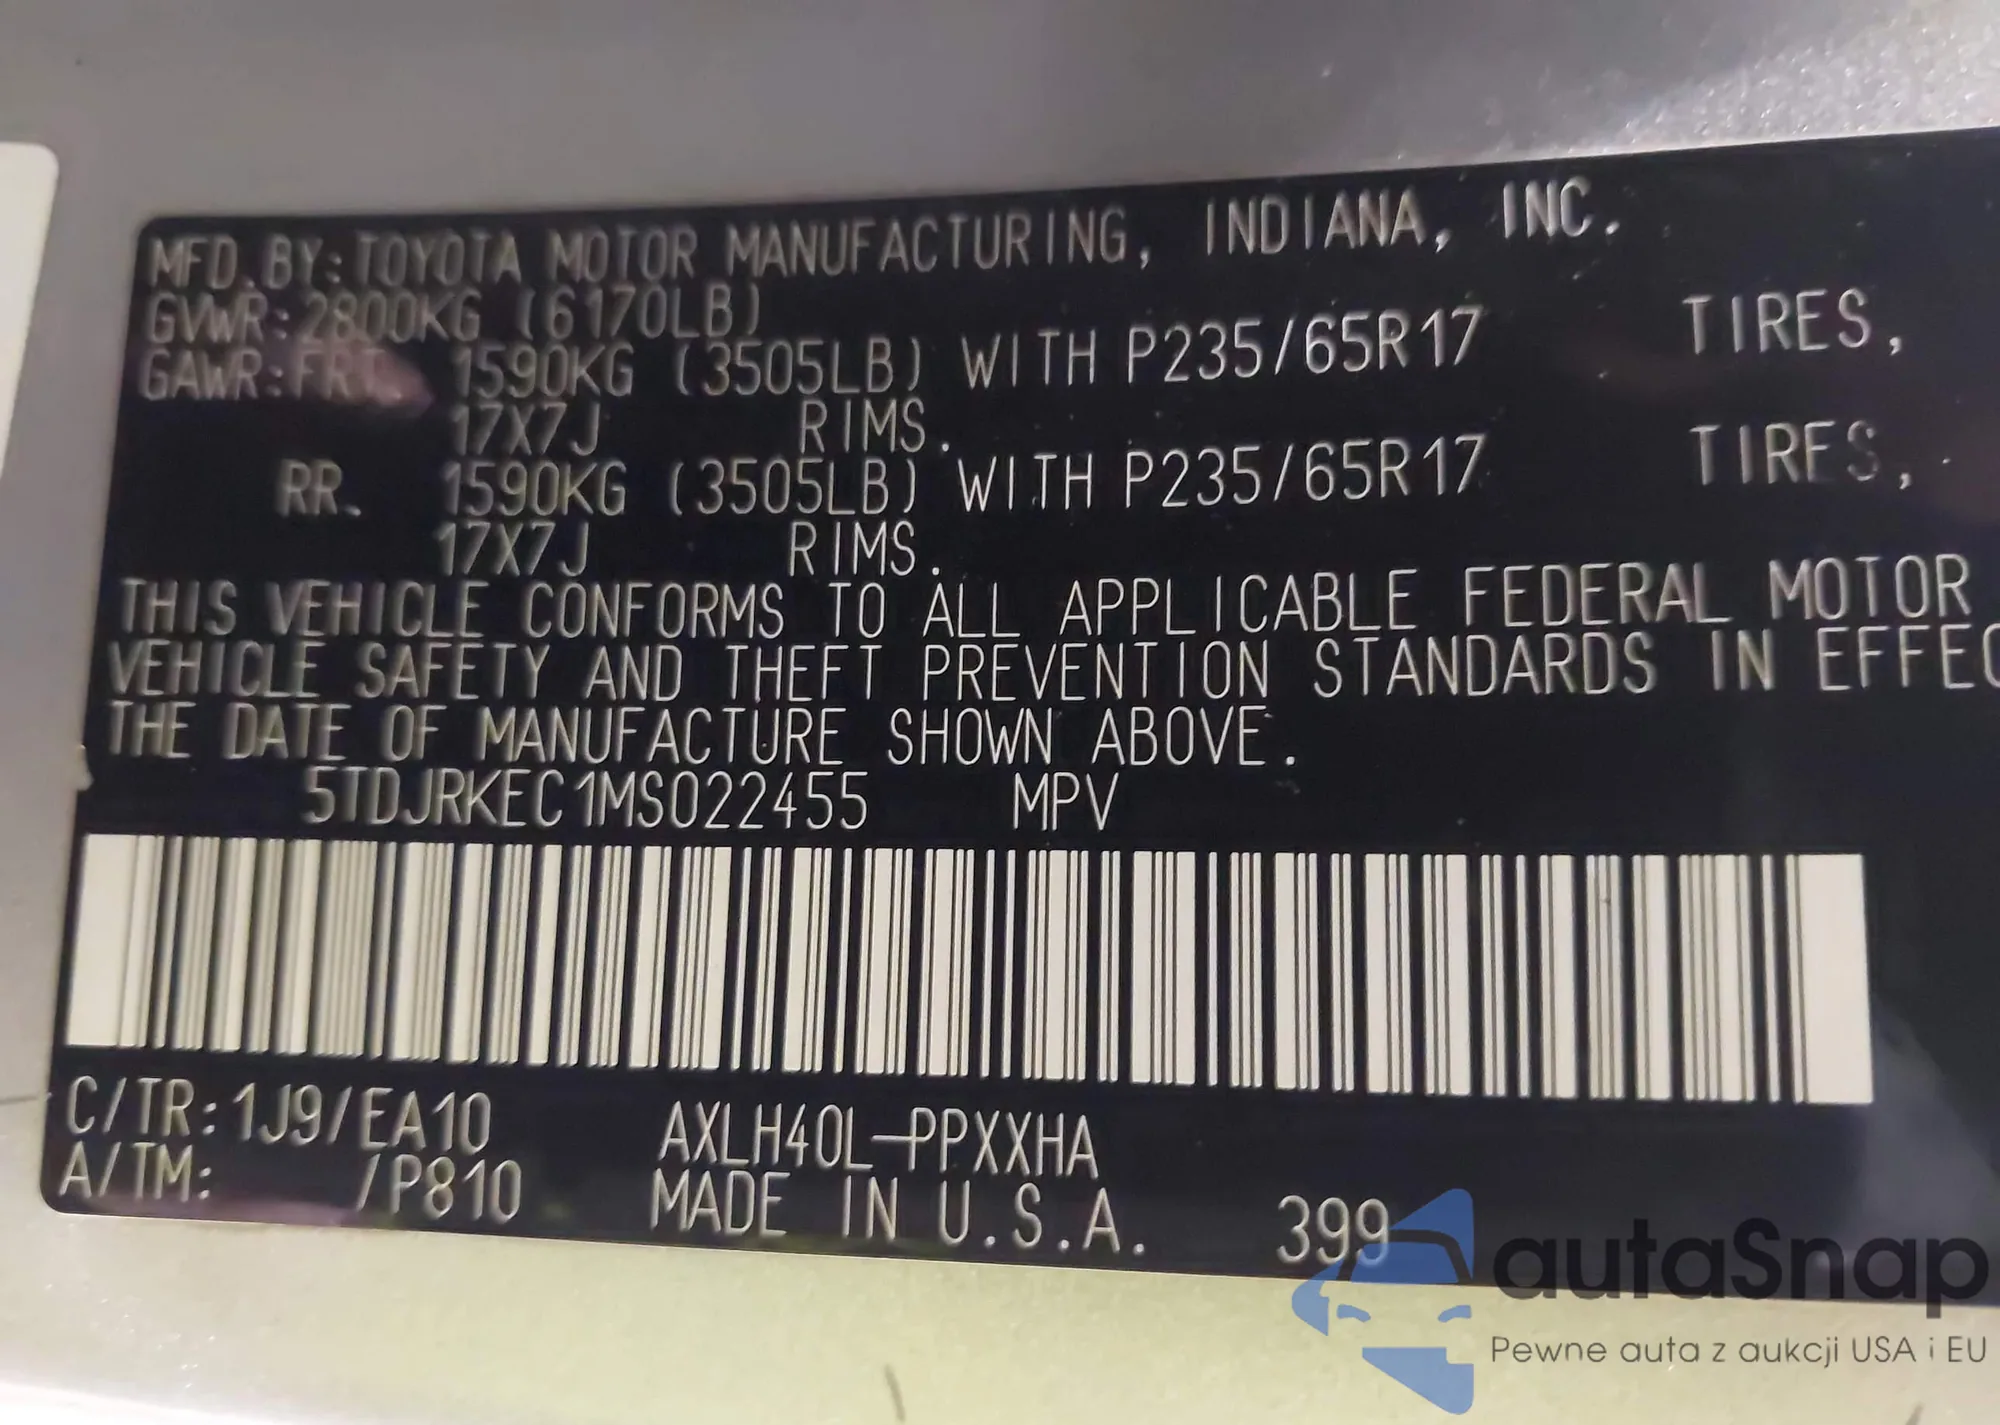 MFD.BY:TOYOTA MOTOR MANUFACTURING, INDIANA, INC.
GVWR:2800KG (6170LB)
GAWR:FRT. 1590KG (3505LB) WITH P235/65R17 TIRES,
17X7J RIMS.
RR. 1590KG (3505LB) WITH P235/65R17 TIRES,
17X7J RIMS.
THIS VEHICLE CONFORMS TO ALL APPLICABLE FEDERAL MOTOR
VEHICLE SAFETY AND THEFT PREVENTION STANDARDS IN EFFEC
THE DATE OF MANUFACTURE SHOWN ABOVE.
5TDJRKEC1MS022455 MPV
C/TR:1J9/EA10 AXLH40L-PPXXHA
A/TM: /P810 MADE IN U.S.A. 399
autaSnap
Pewne auta z aukcji USA i EU